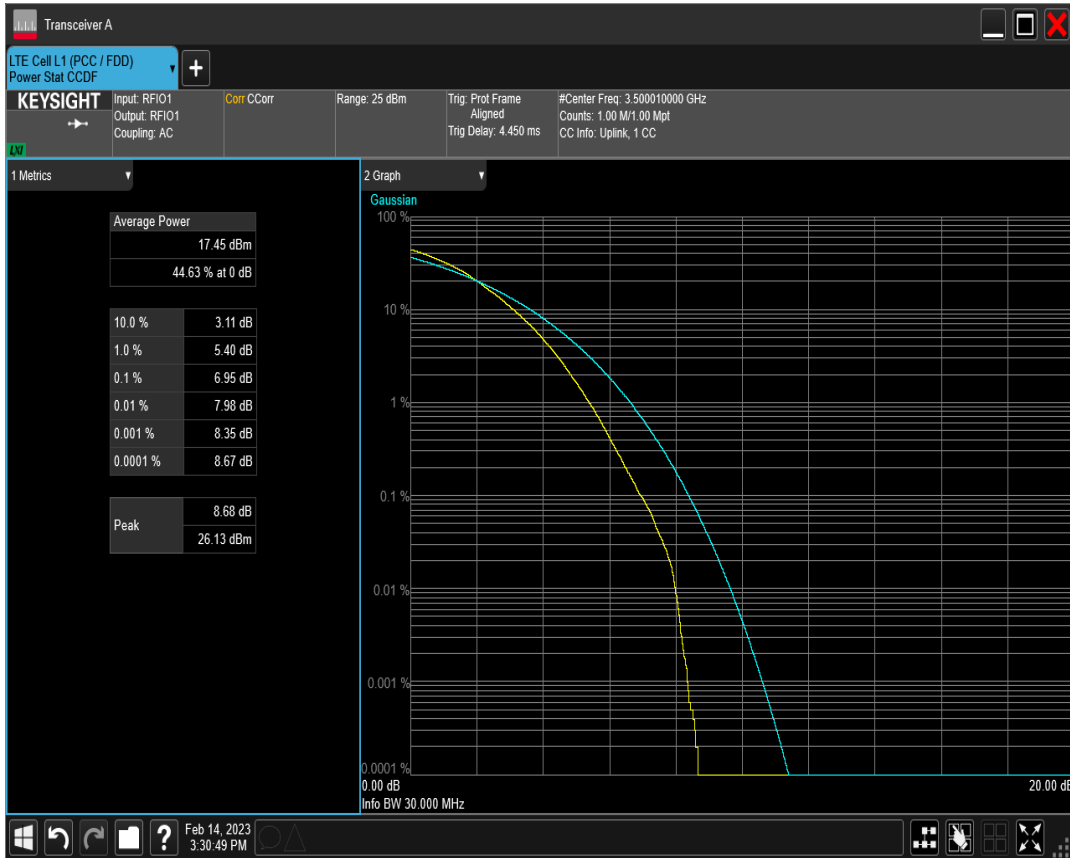 Transceiver A
LTE Cell L1 (PCC / FDD)
Power Stat CCDF
+
KEYSIGHT
LXI
Input: RFIO1
Output: RFIO1
Coupling: AC
Corr CCorr
Range: 25 dBm
Trig: Prot Frame
Aligned
Trig Delay: 4.450 ms
#Center Freq: 3.500010000 GHz
Counts: 1.00 M/1.00 Mpt
CC Info: Uplink, 1 CC
1 Metrics
Average Power
17.45 dBm
44.63 % at 0 dB
10.0 % 3.11 dB
1.0 % 5.40 dB
0.1 % 6.95 dB
0.01 % 7.98 dB
0.001 % 8.35 dB
0.0001 % 8.67 dB
Peak
8.68 dB
26.13 dBm
2 Graph
Gaussian
100 %
10 %
1 %
0.1 %
0.01 %
0.001 %
0.0001 %
0.00 dB 20.00 dB
Info BW 30.000 MHz
?
Feb 14, 2023
3:30:49 PM